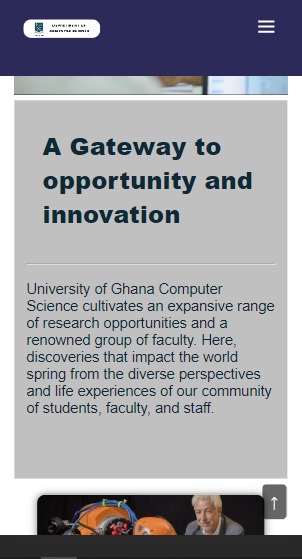 DEPARTMENT OF
COMPUTER SCIENCE
A Gateway to
opportunity and
innovation
University of Ghana Computer
Science cultivates an expansive range
of research opportunities and a
renowned group of faculty. Here,
discoveries that impact the world
spring from the diverse perspectives
and life experiences of our community
of students, faculty, and staff.